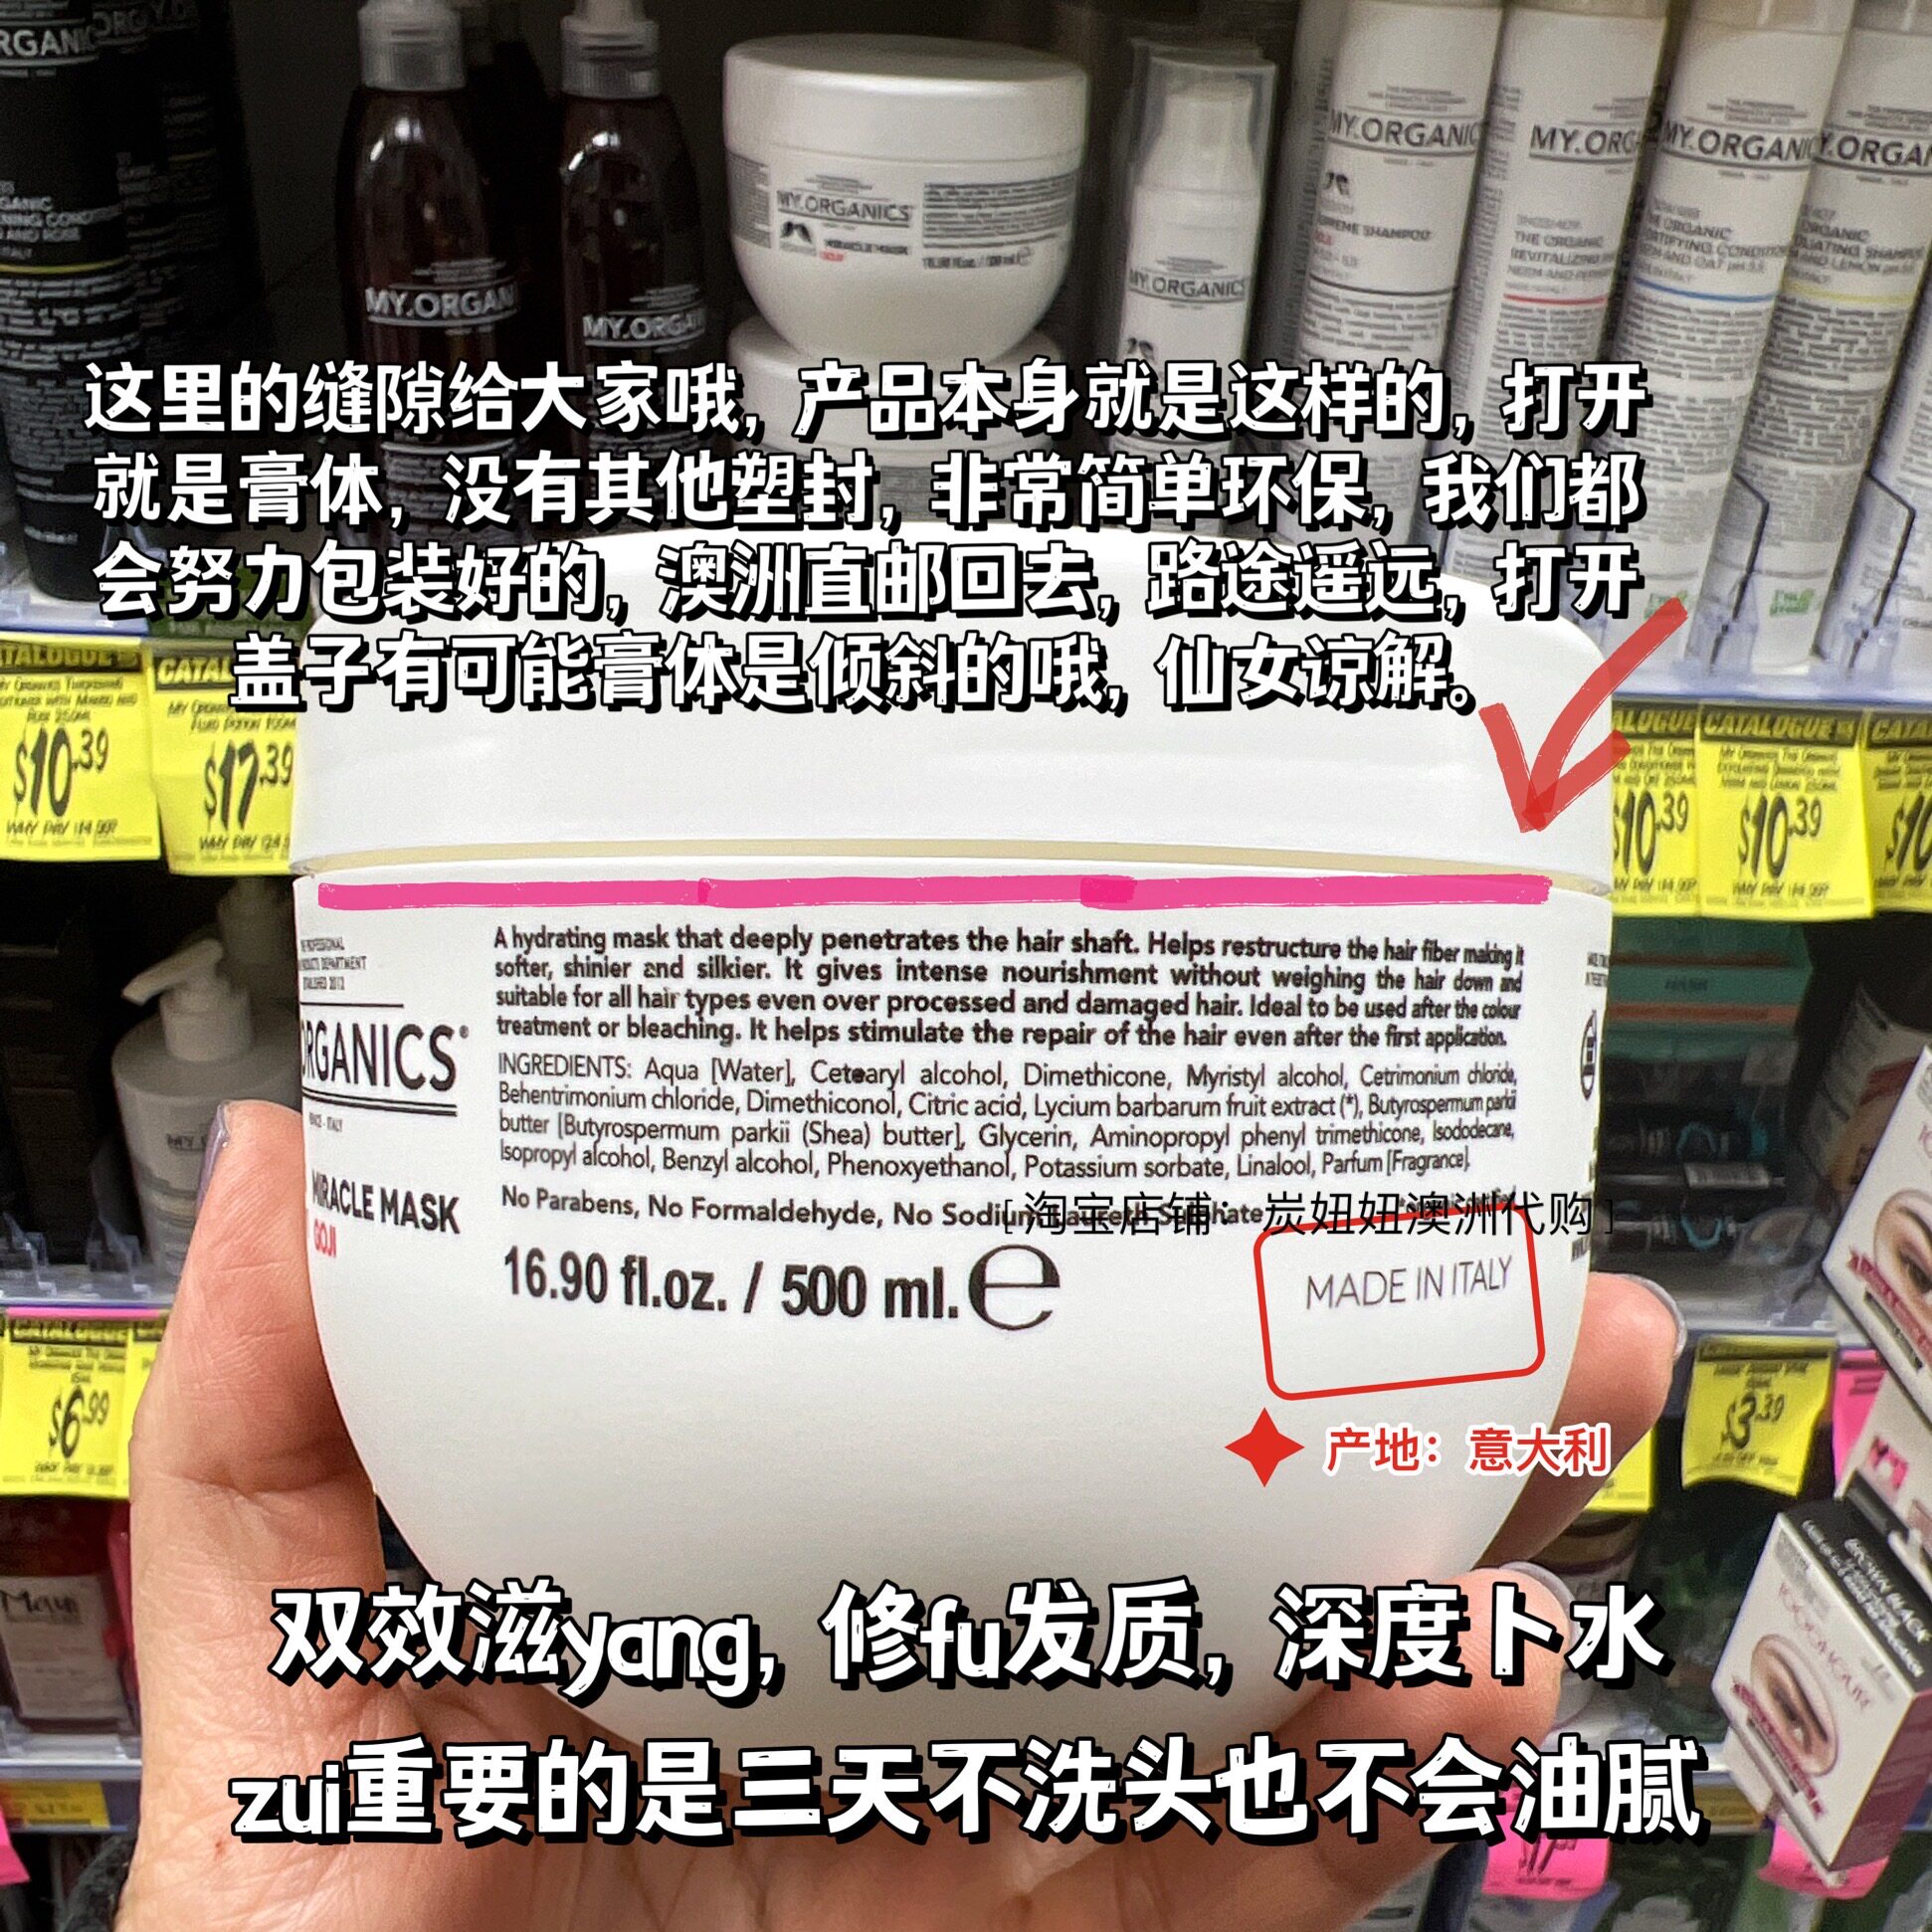 MY.ORGANICS
MIRACLE MASK
GOJI
MY.ORGANICS
MY.ORGANICS
这里的缝隙给大家哦，产品本身就是这样的，打开
就是膏体，没有其他塑封，非常简单环保，我们都
会努力包装好的，澳洲直邮回去，路途遥远，打开
盖子有可能膏体是倾斜的哦，仙女谅解。
$10.39
$17.39
$10.39
$10.39
A hydrating mask that deeply penetrates the hair shaft. Helps restructure the hair fiber making it
softer, shinier and silkier. It gives intense nourishment without weighing the hair down and
suitable for all hair types even over processed and damaged hair. Ideal to be used after the colour
treatment or bleaching. It helps stimulate the repair of the hair even after the first application.
ORGANICS®
MIRACLE MASK
GOJI
INGREDIENTS: Aqua [Water], Cetearyl alcohol, Dimethicone, Myristyl alcohol, Cetrimonium chloride,
Behentrimonium chloride, Dimethiconol, Citric acid, Lycium barbarum fruit extract (*), Butyrospermum parkii
butter [Butyrospermum parkii (Shea) butter], Glycerin, Aminopropyl phenyl trimethicone, Isododecane,
Isopropyl alcohol, Benzyl alcohol, Phenoxyethanol, Potassium sorbate, Linalool, Parfum [Fragrance].
No Parabens, No Formaldehyde, No Sodium Laureth Sulphate
[淘宝店铺：炭妞妞澳洲代购]
16.90 fl.oz. / 500 ml. e
MADE IN ITALY
产地：意大利
$6.99
$3.39
双效滋yang，修fu发质，深度卜水
zui重要的是三天不洗头也不会油腻